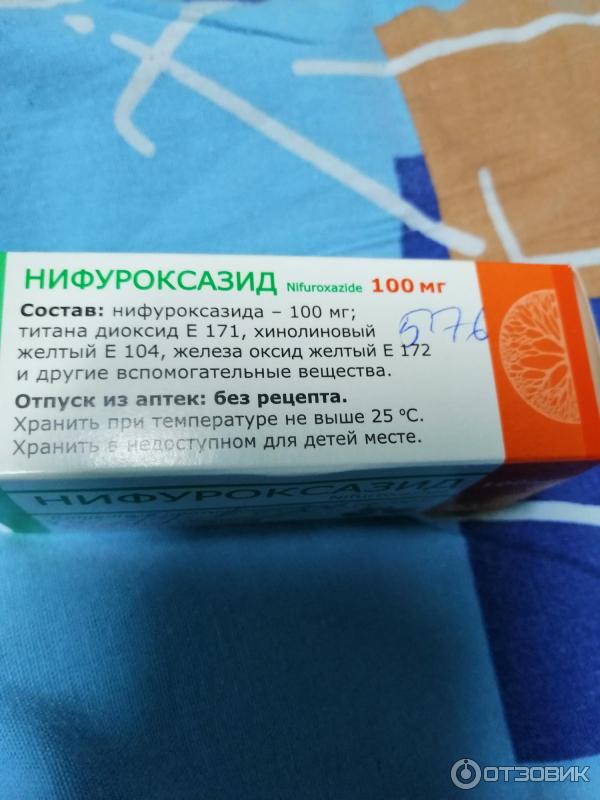 НИФУРОКСАЗИД Nifuroxazide 100 мг
Состав: нифуроксазида – 100 мг;
титана диоксид Е 171, хинолиновый
желтый Е 104, железа оксид желтый Е 172
и другие вспомогательные вещества.
576
Отпуск из аптек: без рецепта.
Хранить при температуре не выше 25 °С.
Хранить в недоступном для детей месте.
НИФУРОКСАЗИД
ОТЗОВИК